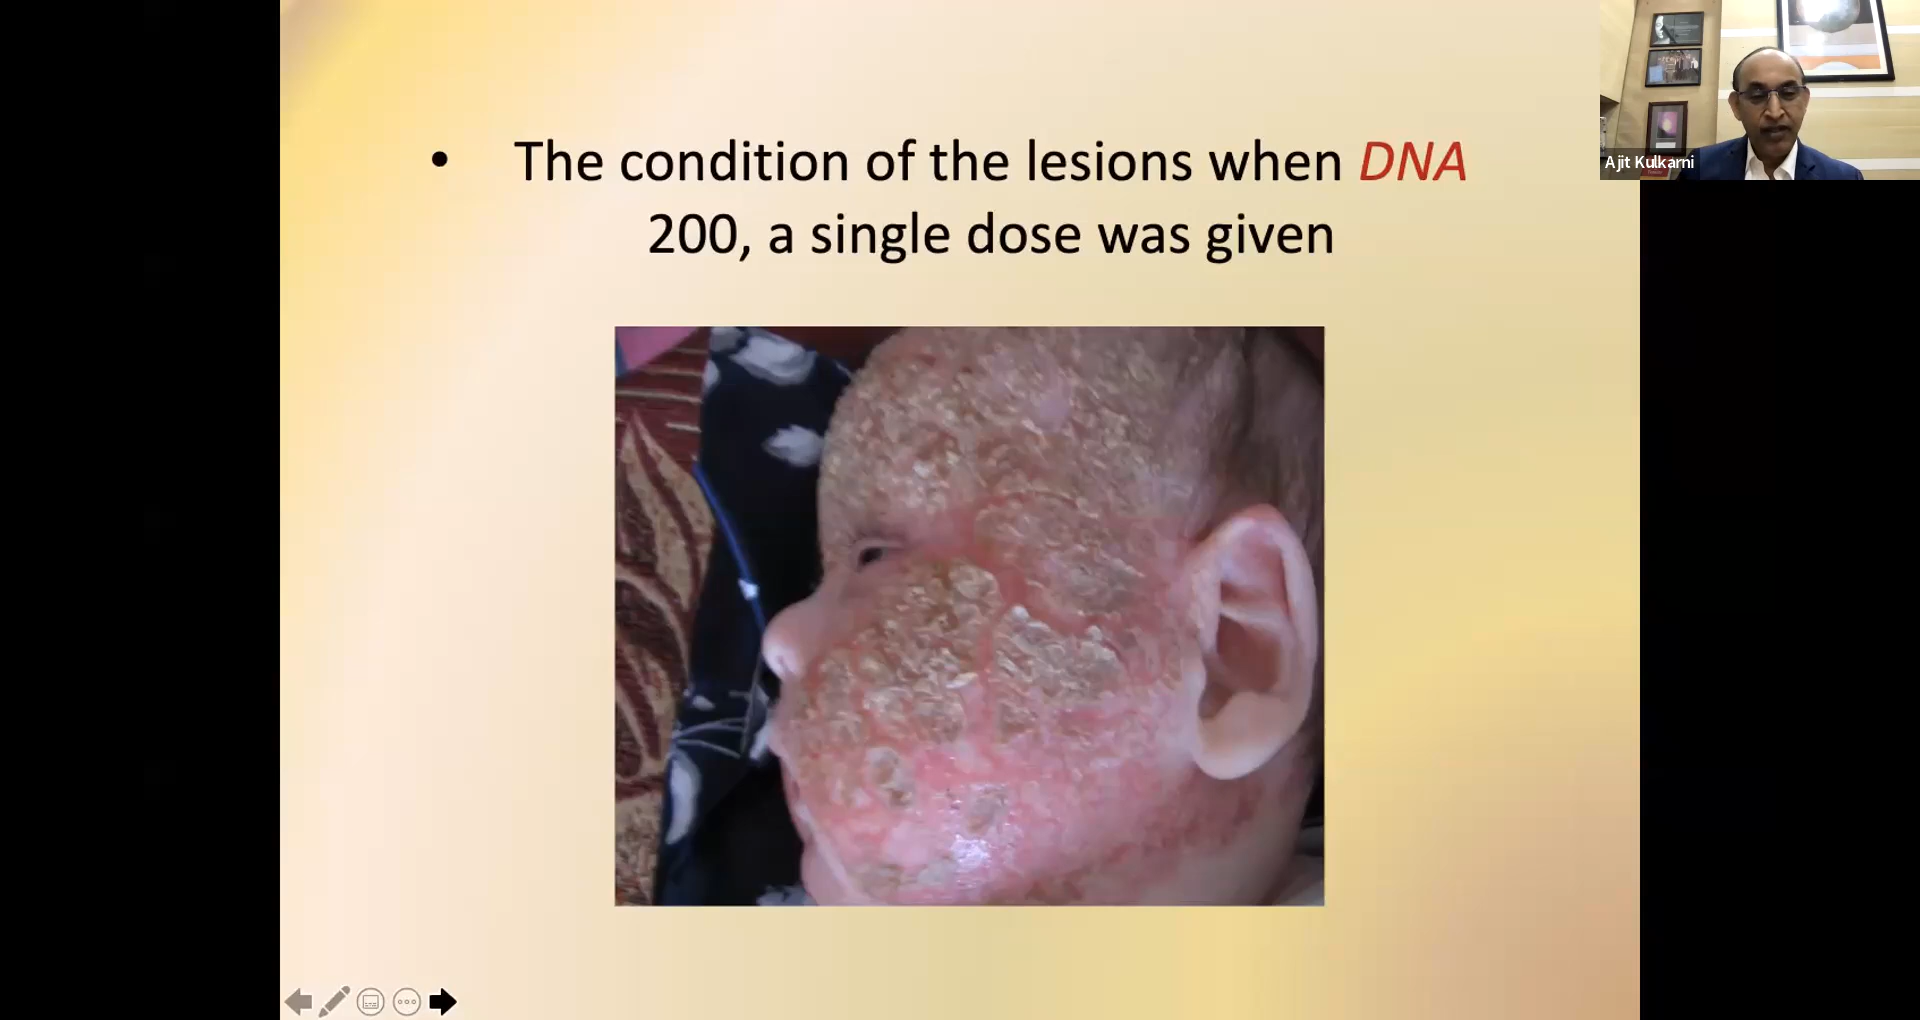 • The condition of the lesions when DNA
200, a single dose was given
Ajit Kulkarni